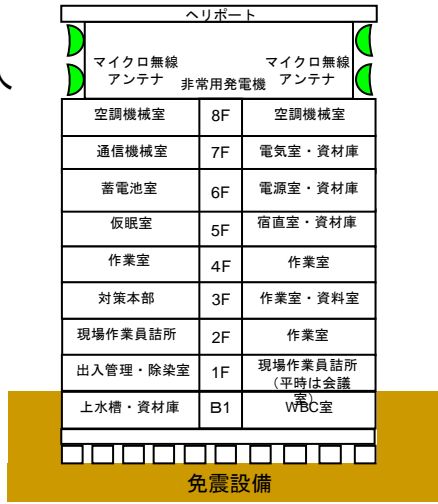 ヘリポート
マイクロ無線 マイクロ無線
アンテナ 非常用発電機 アンテナ
空調機械室 8F 空調機械室
通信機械室 7F 電気室・資材庫
蓄電池室 6F 電源室・資材庫
仮眠室 5F 宿直室・資材庫
作業室 4F 作業室
対策本部 3F 作業室・資料室
現場作業員詰所 2F 作業室
出入管理・除染室 1F 現場作業員詰所
（平時は会議
室）
上水槽・資材庫 B1 WBC室
免震設備